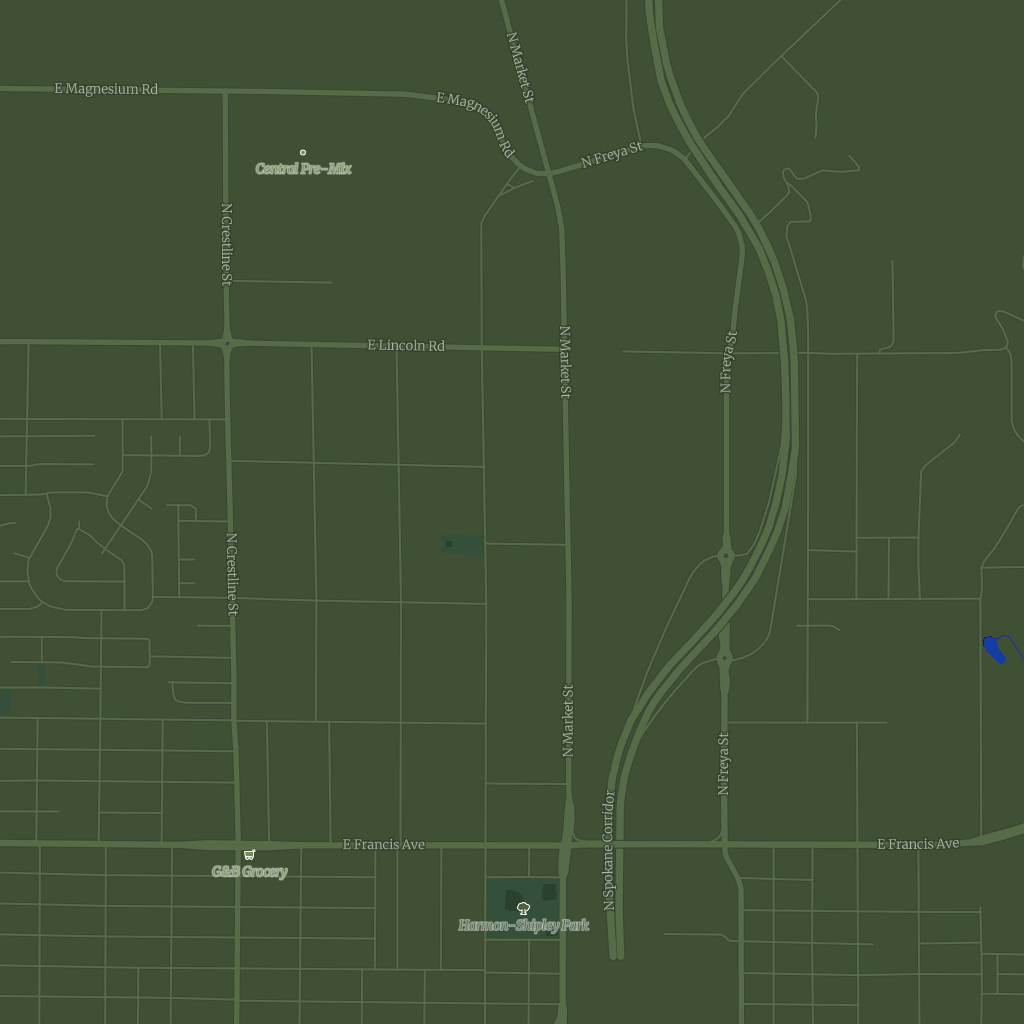 N Market St
E Magnesium Rd
E Magnesium Rd
N Freya St
Central Pre-Mix
N Crestline St
E Lincoln Rd
N Market St
N Freya St
N Crestline St
N Market St
N Freya St
N Spokane Corridor
E Francis Ave
E Francis Ave
G&B Grocery
Harmon-Shipley Park